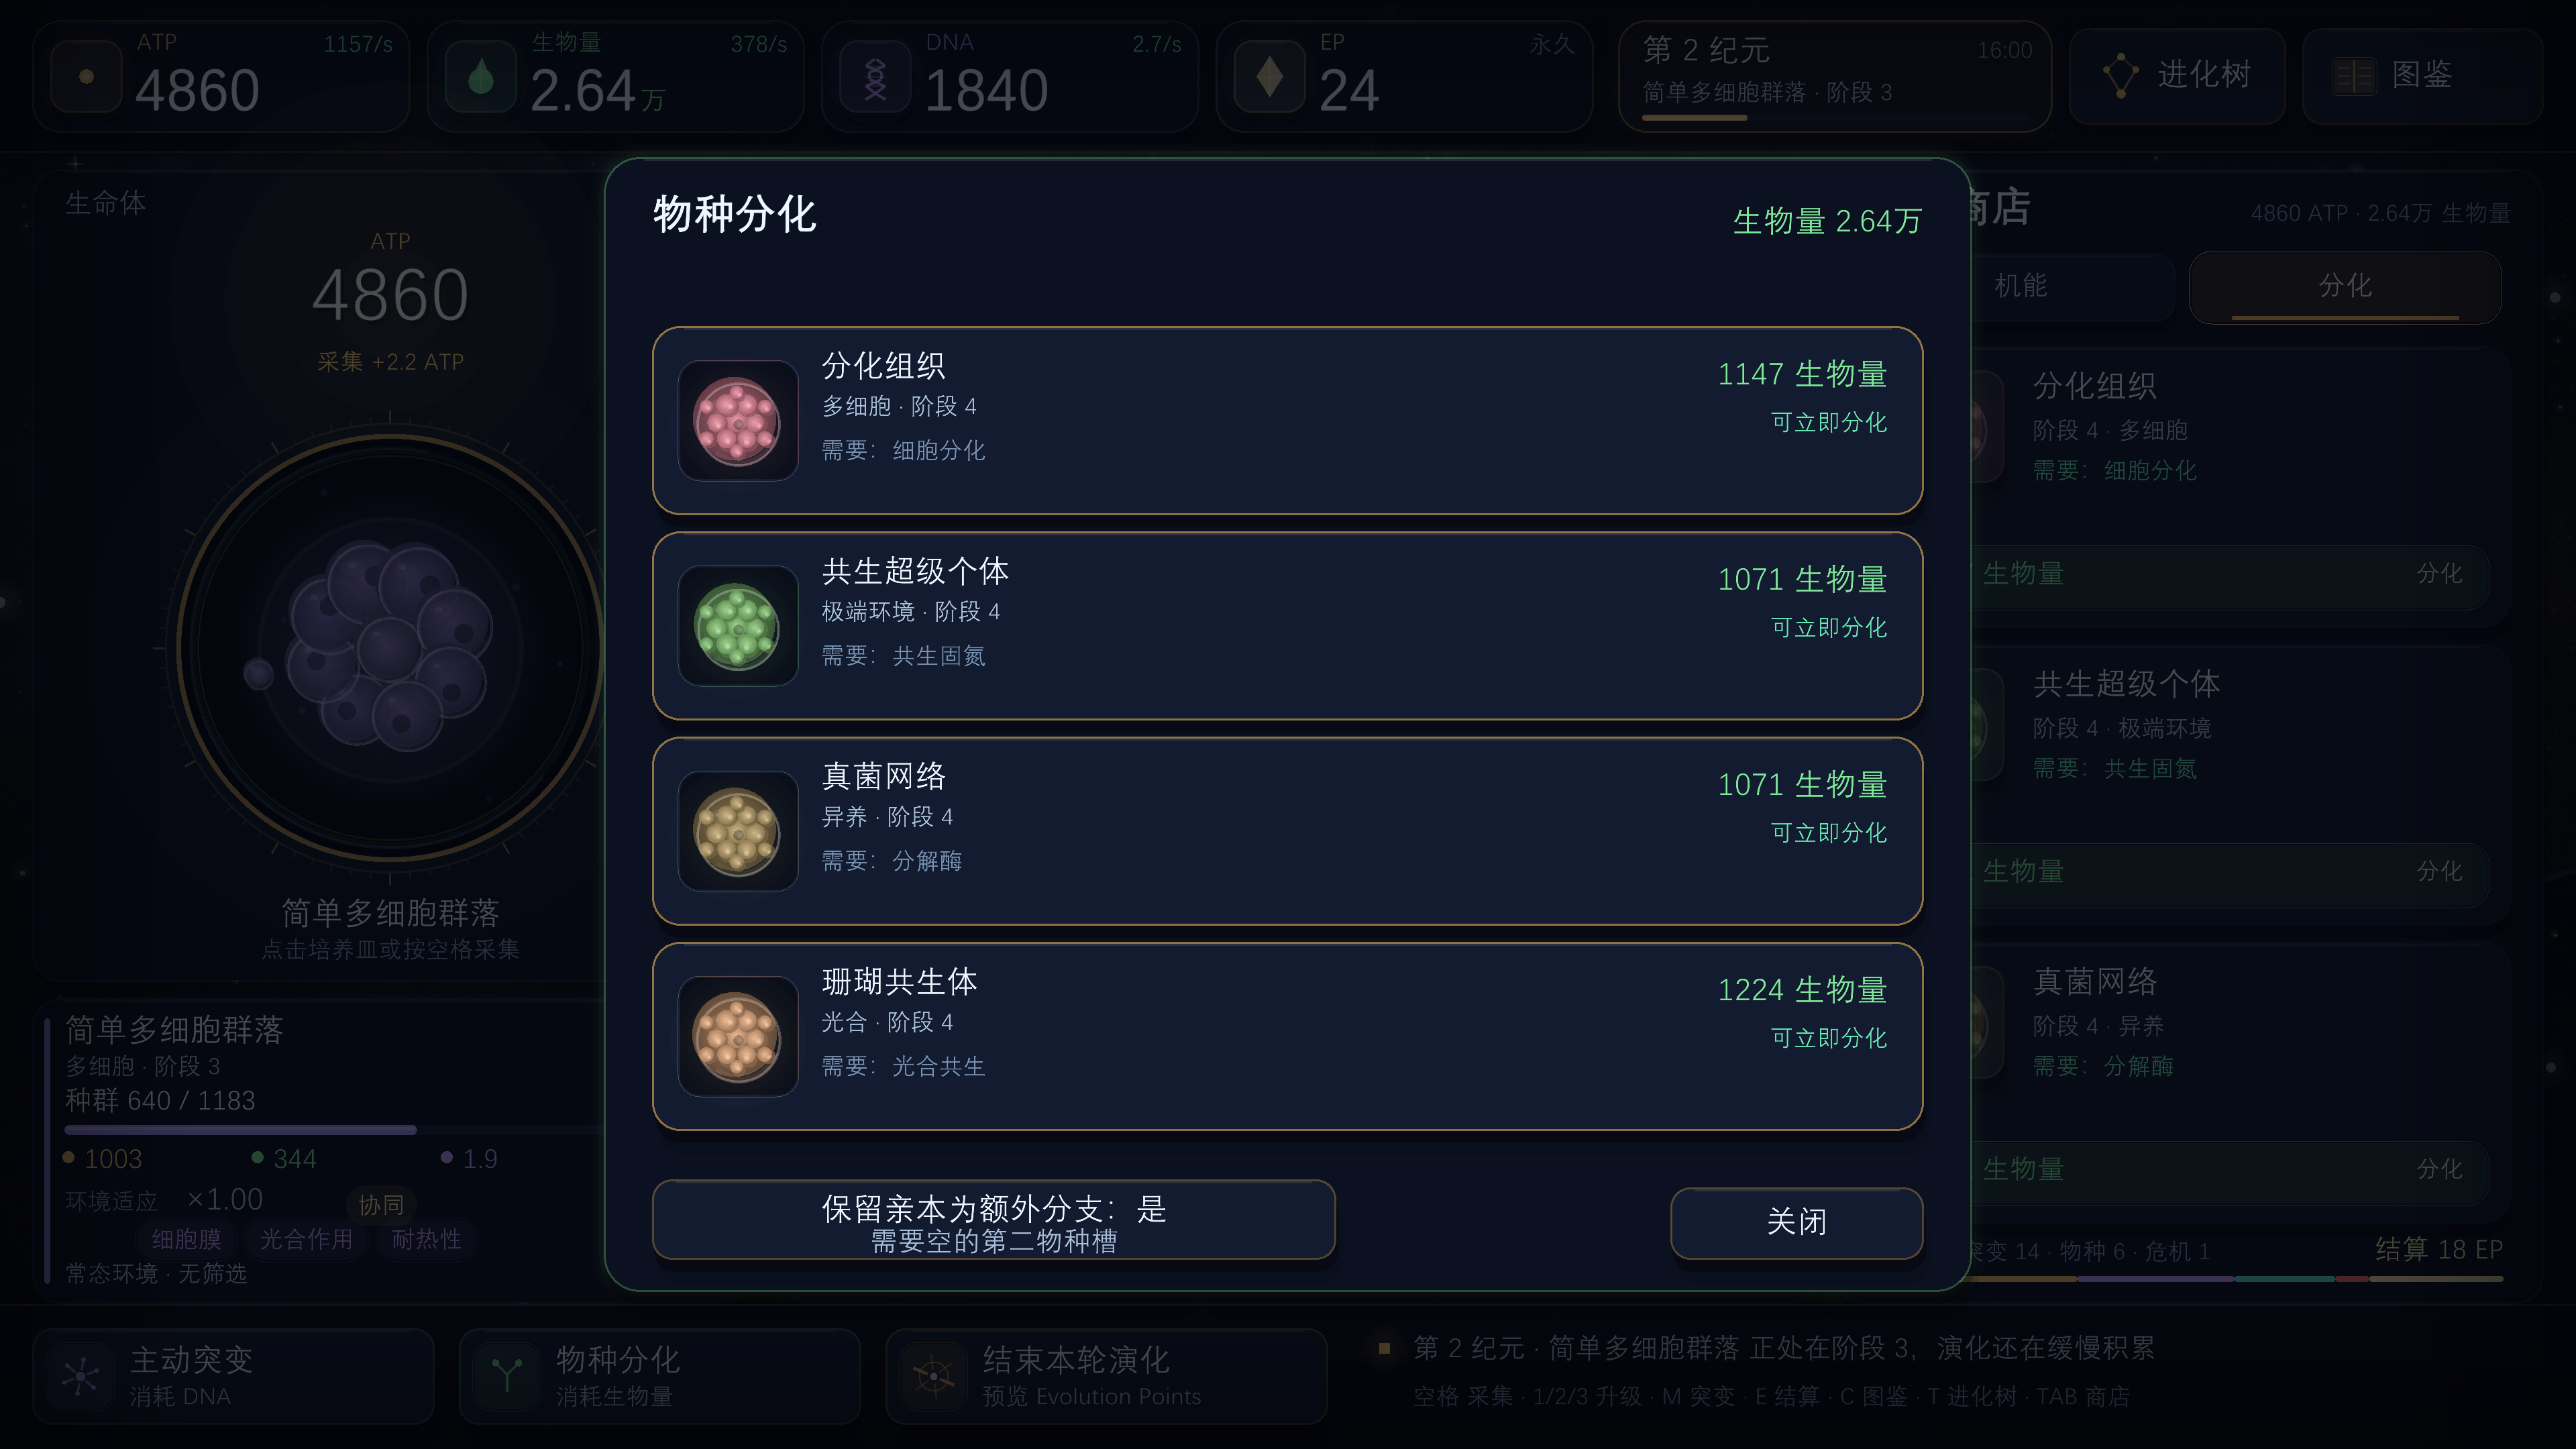 ATP 1157/s
4860
生物量 378/s
2.64万
DNA 2.7/s
1840
EP 永久
24
第 2 纪元 16:00
简单多细胞群落 · 阶段 3
进化树
图鉴
生命体
ATP
4860
采集 +2.2 ATP
简单多细胞群落
点击培养皿或按空格采集
简单多细胞群落
多细胞 · 阶段 3
种群 640 / 1183
1003 344 1.9
环境适应 ×1.00 协同
细胞膜 光合作用 耐热性
常态环境 · 无筛选
物种分化
生物量 2.64万
分化组织
多细胞 · 阶段 4
需要：细胞分化
1147 生物量
可立即分化
共生超级个体
极端环境 · 阶段 4
需要：共生固氮
1071 生物量
可立即分化
真菌网络
异养 · 阶段 4
需要：分解酶
1071 生物量
可立即分化
珊瑚共生体
光合 · 阶段 4
需要：光合共生
1224 生物量
可立即分化
保留亲本为额外分支：是
需要空的第二物种槽
关闭
商店
4860 ATP · 2.64万 生物量
机能
分化
分化组织
阶段 4 · 多细胞
需要：细胞分化
生物量 分化
共生超级个体
阶段 4 · 极端环境
需要：共生固氮
生物量 分化
真菌网络
阶段 4 · 异养
需要：分解酶
生物量 分化
突变 14 · 物种 6 · 危机 1
结算 18 EP
主动突变
消耗 DNA
物种分化
消耗生物量
结束本轮演化
预览 Evolution Points
第 2 纪元 · 简单多细胞群落 正处在阶段 3，演化还在缓慢积累
空格 采集 · 1/2/3 升级 · M 突变 · E 结算 · C 图鉴 · T 进化树 · TAB 商店